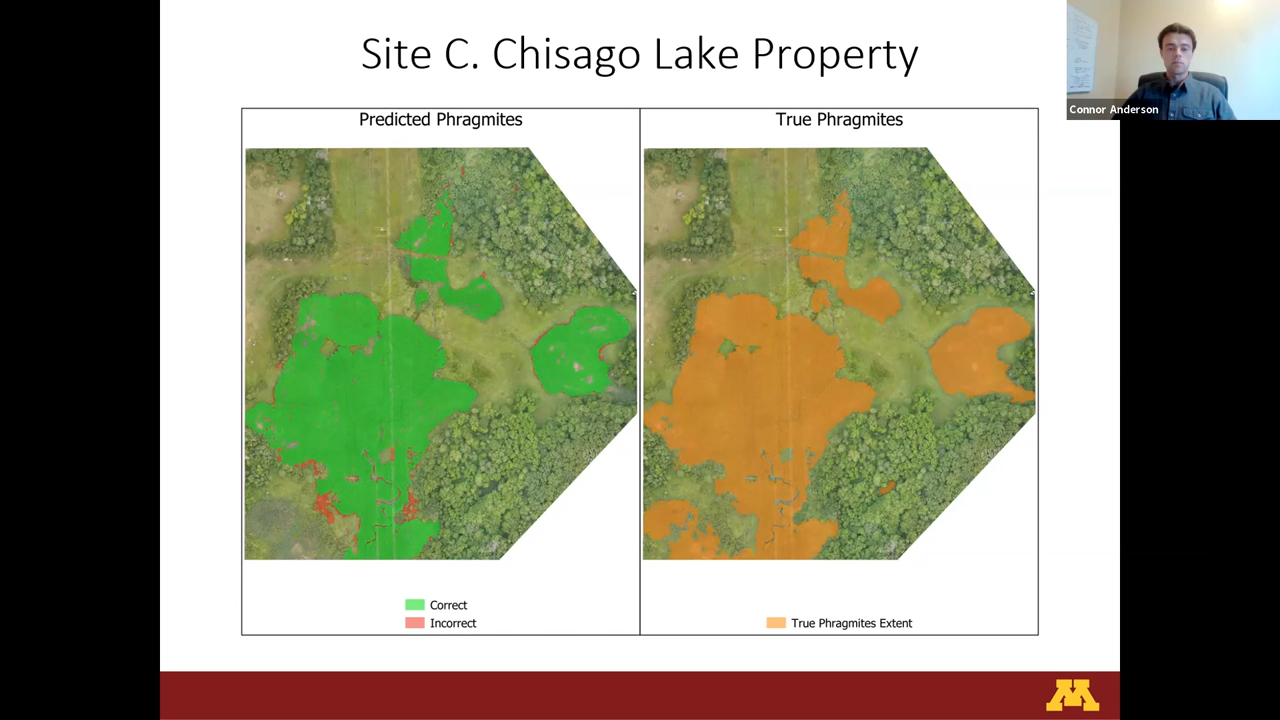 Site C. Chisago Lake Property
Connor Anderson
Predicted Phragmites
True Phragmites
Correct
Incorrect
True Phragmites Extent
M